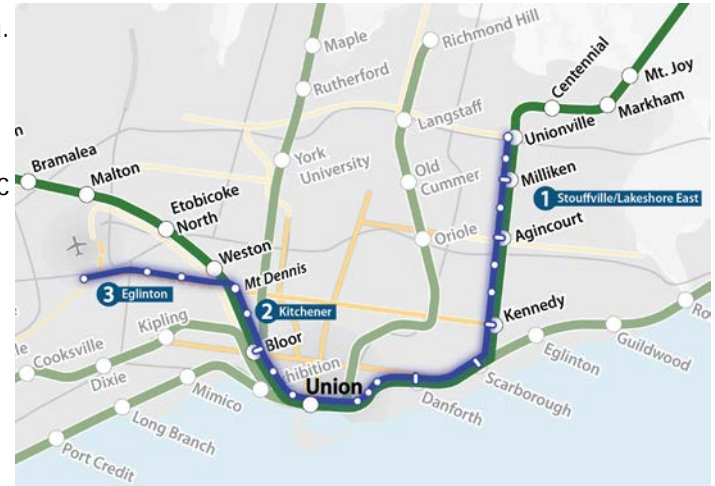 Maple
Richmond Hill
Rutherford
Langstaff
Centennial
Mt. Joy
Markham
Unionville
Bramalea
Malton
York
University
Old
Cummer
Milliken
1 Stouffville/Lakeshore East
Etobicoke
North
Oriole
Agincourt
Weston
Mt Dennis
3 Eglinton
2 Kitchener
Kennedy
Kipling
Bloor
Cooksville
Dixie
hibition
Union
Mimico
Long Branch
Port Credit
Danforth
Scarborough
Eglinton
Guildwood
Ro